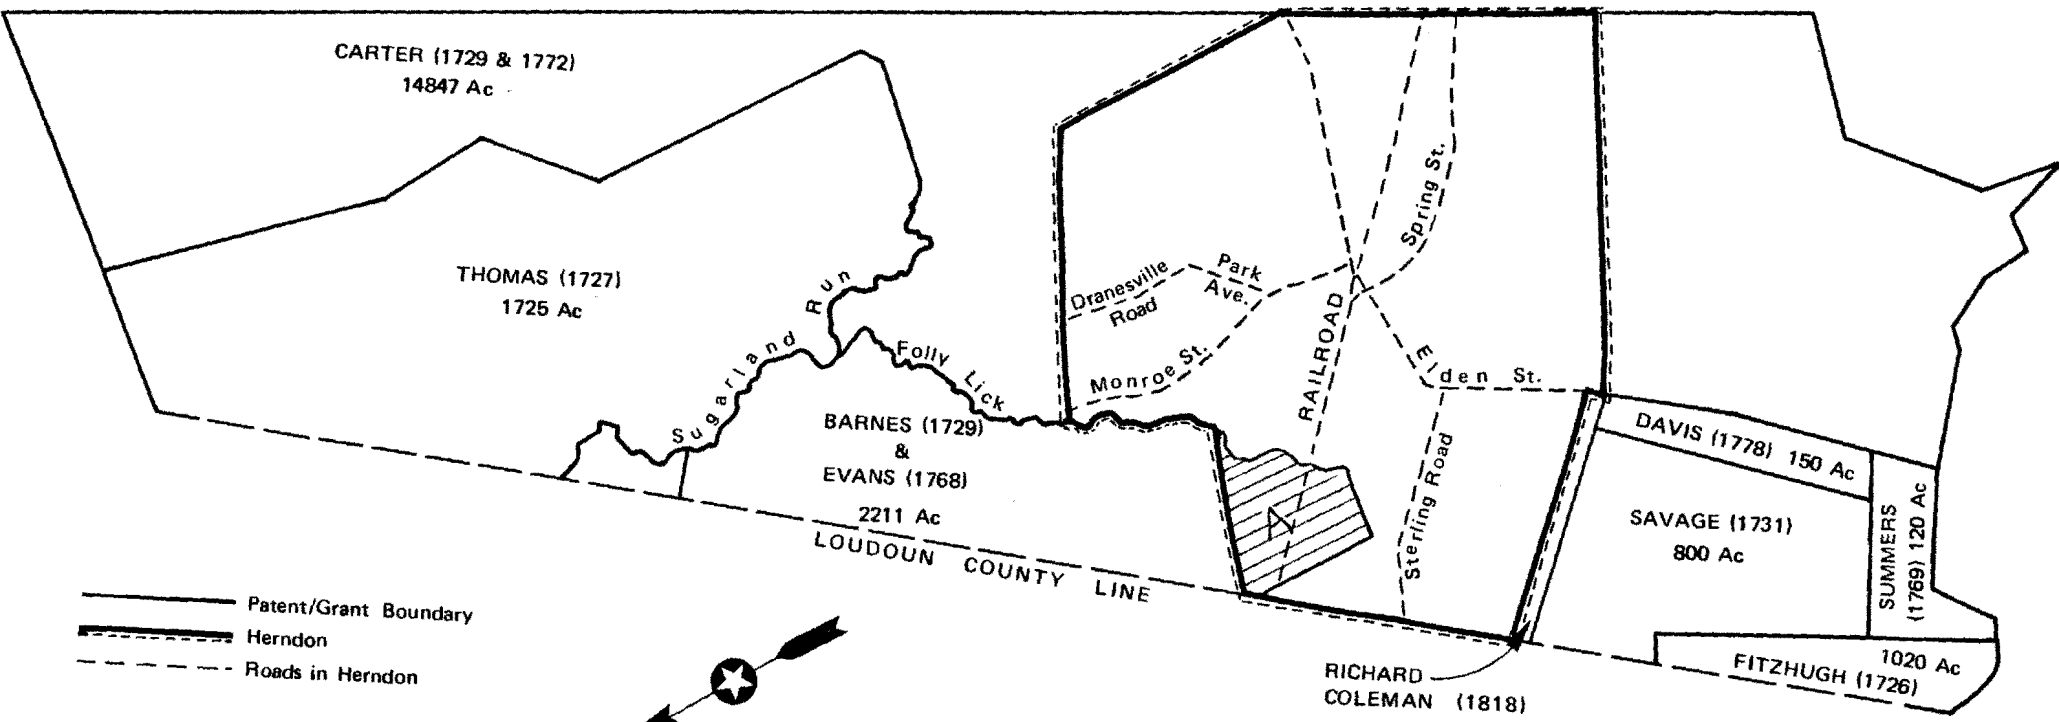 CARTER (1729 & 1772)
14847 Ac
THOMAS (1727)
1725 Ac
Sugarland Run
Folly Lick
BARNES (1729)
&
EVANS (1768)
2211 Ac
LOUDOUN COUNTY LINE
Dranesville
Road
Park
Ave.
Monroe St.
Spring St.
RAILROAD
Elden St.
Sterling Road
A
DAVIS (1778) 150 Ac
SAVAGE (1731)
800 Ac
SUMMERS
(1769) 120 Ac
1020 Ac
FITZHUGH (1726)
RICHARD
COLEMAN (1818)
Patent/Grant Boundary
Herndon
Roads in Herndon